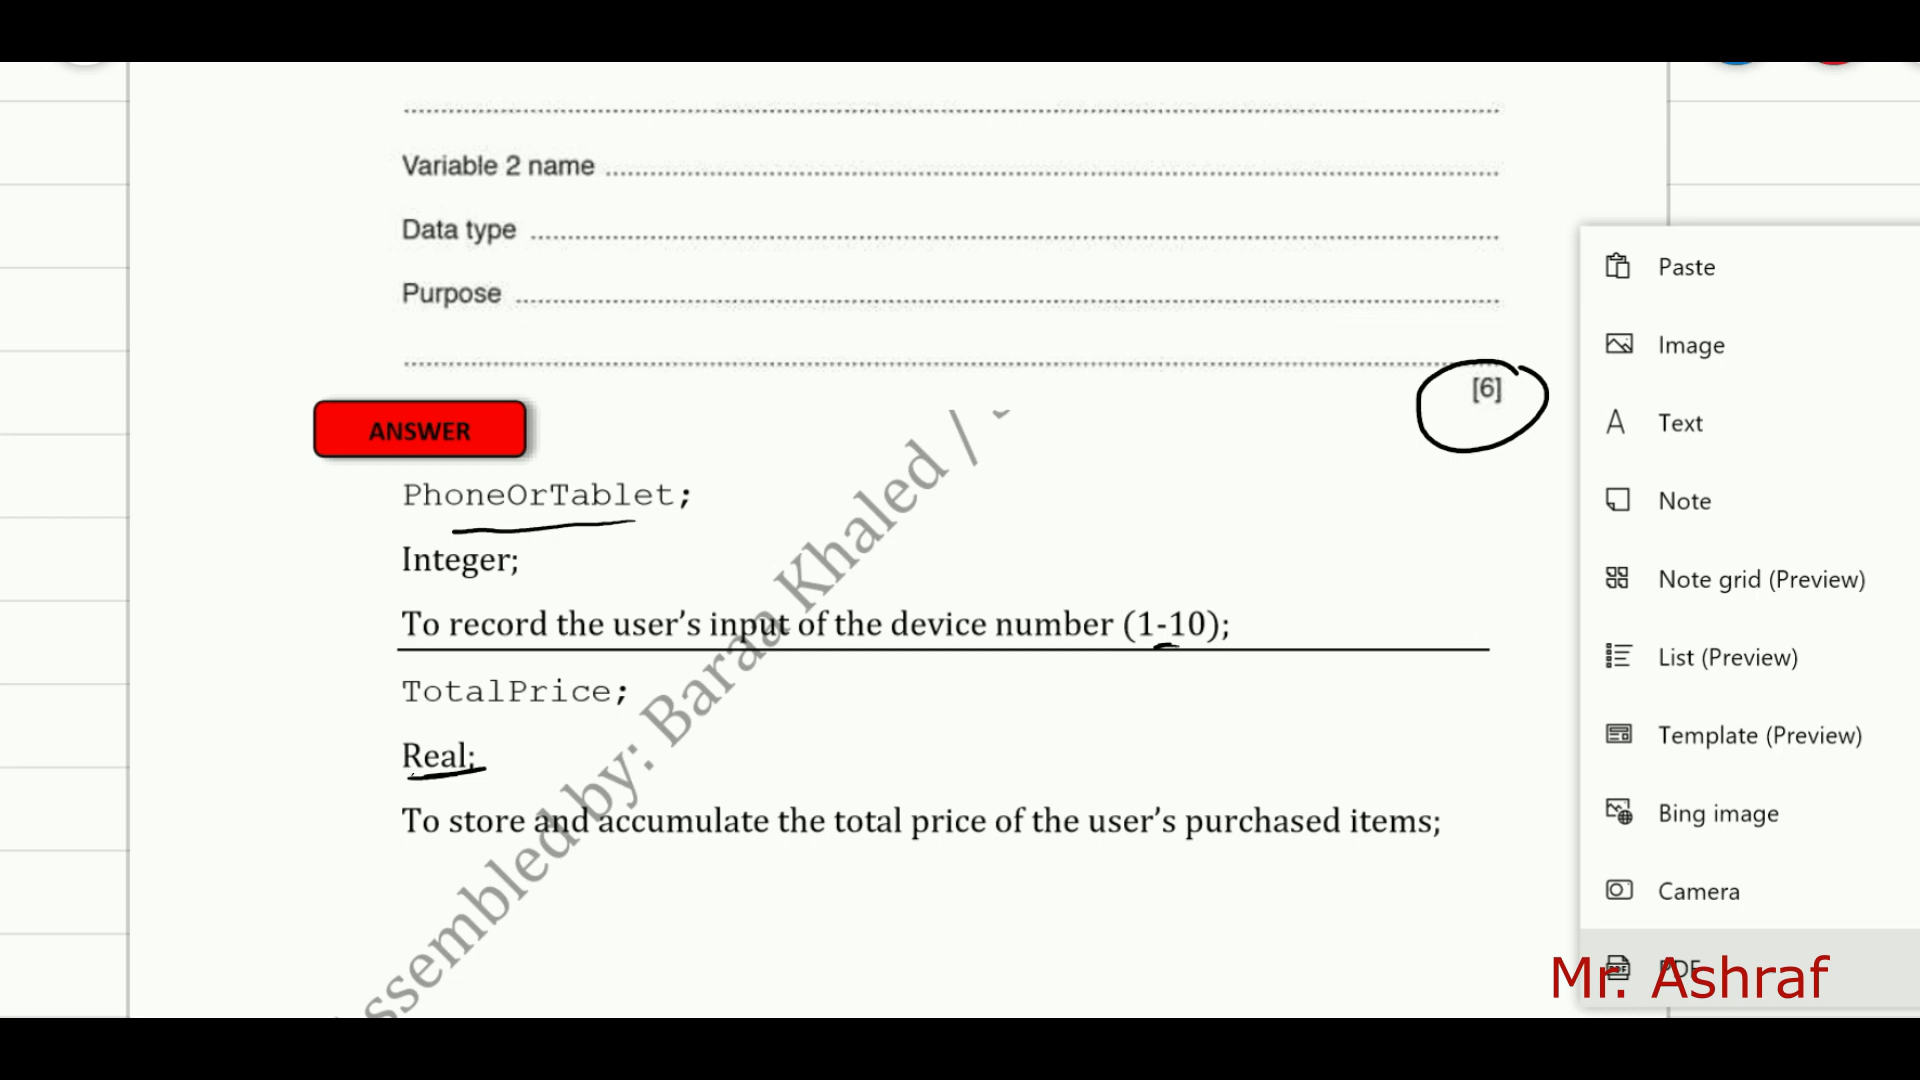 Variable 2 name
Data type
Purpose
[6]
ANSWER
PhoneOrTablet;
Integer;
To record the user’s input of the device number (1-10);
TotalPrice;
Real;
To store and accumulate the total price of the user’s purchased items;
ssembled by: Baraa Khaled /
Paste
Image
Text
Note
Note grid (Preview)
List (Preview)
Template (Preview)
Bing image
Camera
PDF
Mr. Ashraf